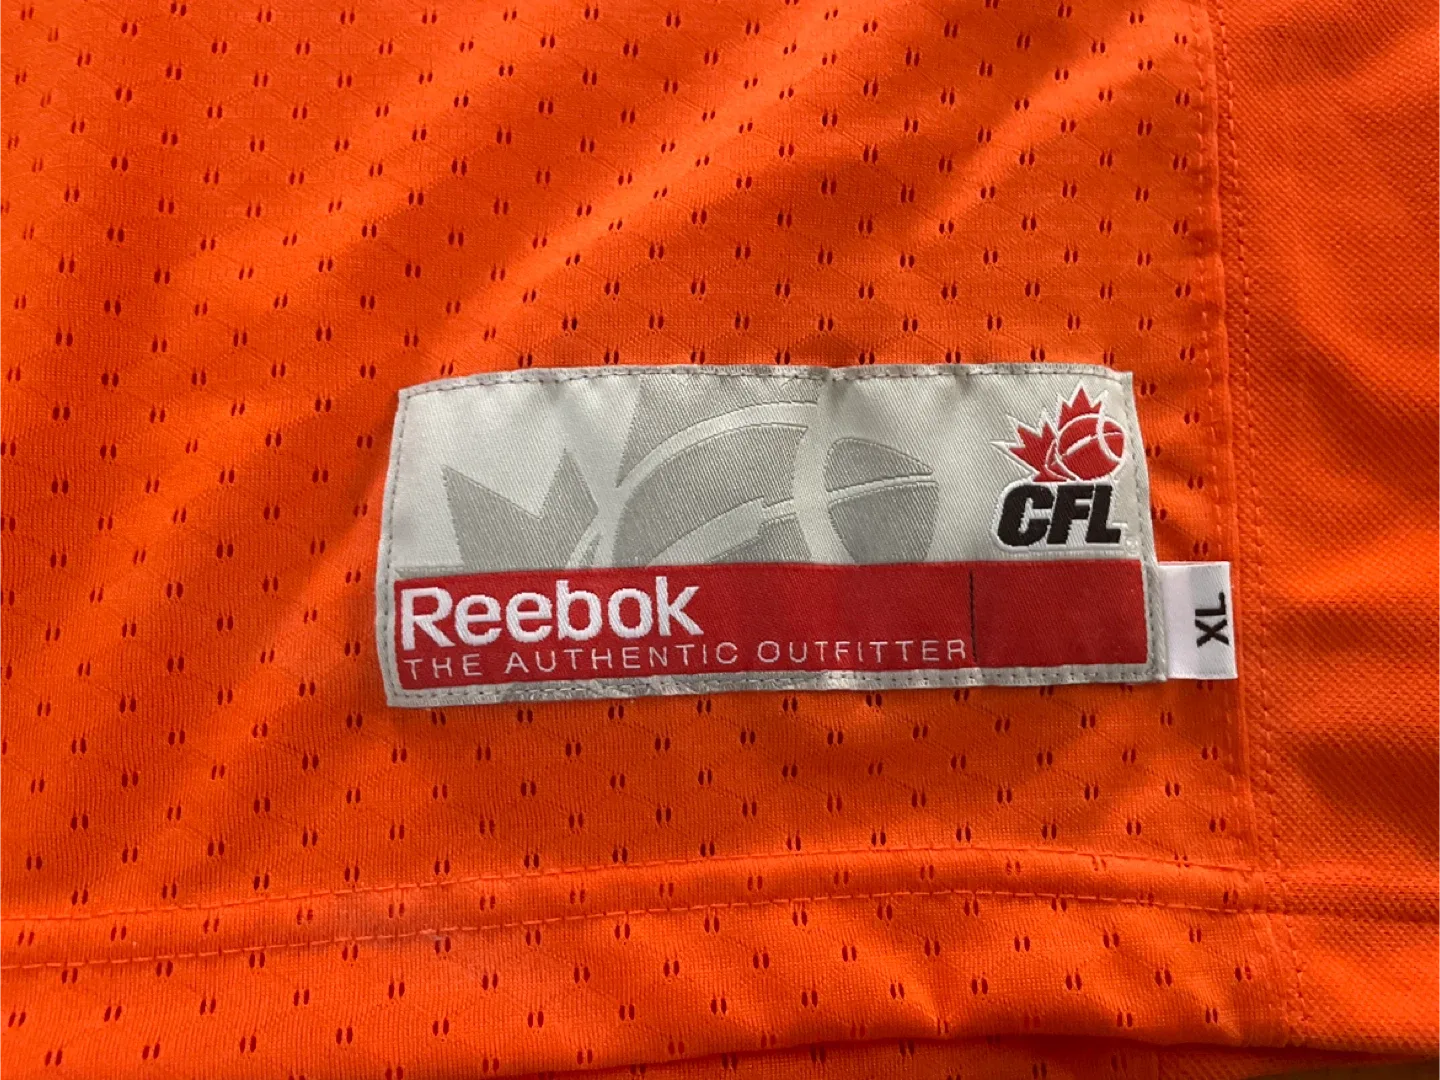 CFL
Reebok
THE AUTHENTIC OUTFITTER
XL